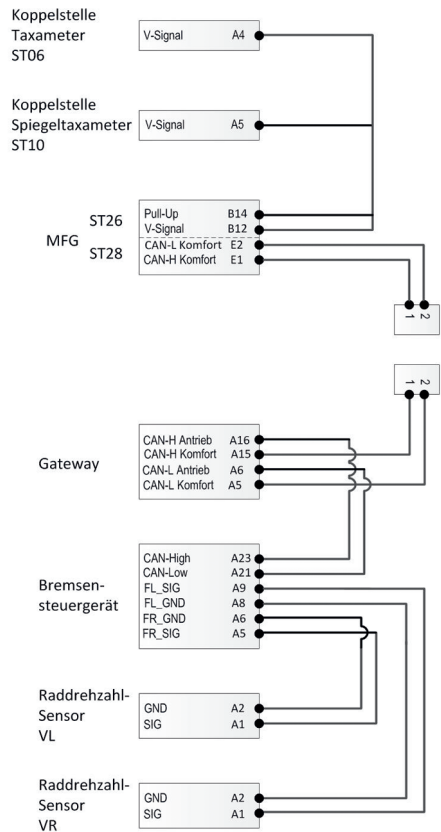 Koppelstelle
Taxameter
ST06
V-Signal A4
Koppelstelle
Spiegeltaxameter
ST10
V-Signal A5
MFG
ST26
ST28
Pull-Up B14
V-Signal B12
CAN-L Komfort E2
CAN-H Komfort E1
1 2
1 2
Gateway
CAN-H Antrieb A16
CAN-H Komfort A15
CAN-L Antrieb A6
CAN-L Komfort A5
Bremsen-
steuergerät
CAN-High A23
CAN-Low A21
FL_SIG A9
FL_GND A8
FR_GND A6
FR_SIG A5
Raddrehzahl-
Sensor
VL
GND A2
SIG A1
Raddrehzahl-
Sensor
VR
GND A2
SIG A1